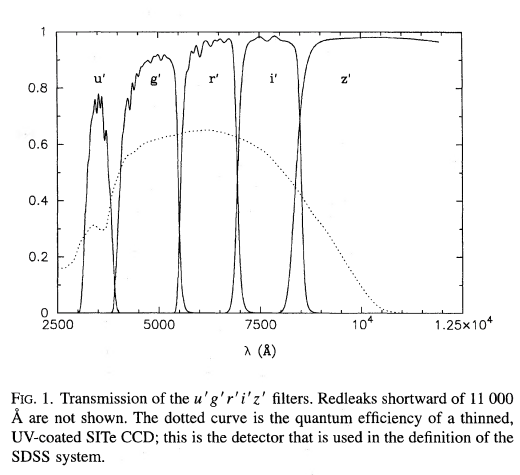 1
0.8
0.6
0.4
0.2
0
u'
g'
r'
i'
z'
2500
5000
7500
10⁴
1.25×10⁴
λ (Å)
FIG. 1. Transmission of the u′g′r′i′z′ filters. Redleaks shortward of 11 000
Å are not shown. The dotted curve is the quantum efficiency of a thinned,
UV-coated SITe CCD; this is the detector that is used in the definition of the
SDSS system.